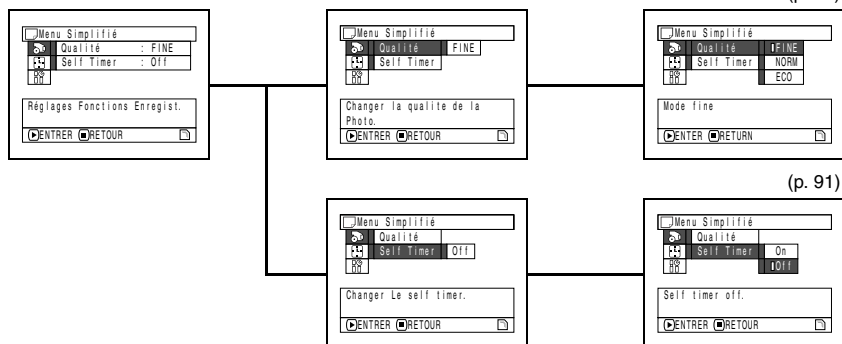 Menu Simplifié
Qualité : FINE
Self Timer : Off
Réglages Fonctions Enregist.
ENTRER RETOUR
Menu Simplifié
Qualité FINE
Self Timer
Changer la qualite de la
Photo.
ENTRER RETOUR
Menu Simplifié
Qualité FINE
Self Timer NORM
ECO
Mode fine
ENTER RETURN
(p. 91)
Menu Simplifié
Qualité
Self Timer Off
Changer Le self timer.
ENTRER RETOUR
Menu Simplifié
Qualité
Self Timer On
Off
Self timer off.
ENTRER RETOUR